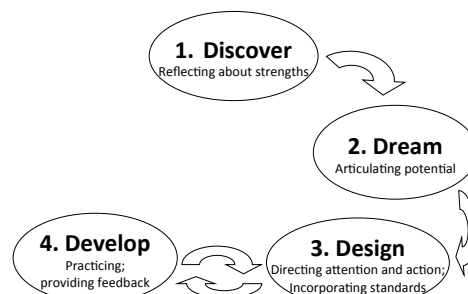 1. Discover
Reflecting about strengths
2. Dream
Articulating potential
3. Design
Directing attention and action;
Incorporating standards
4. Develop
Practicing;
providing feedback